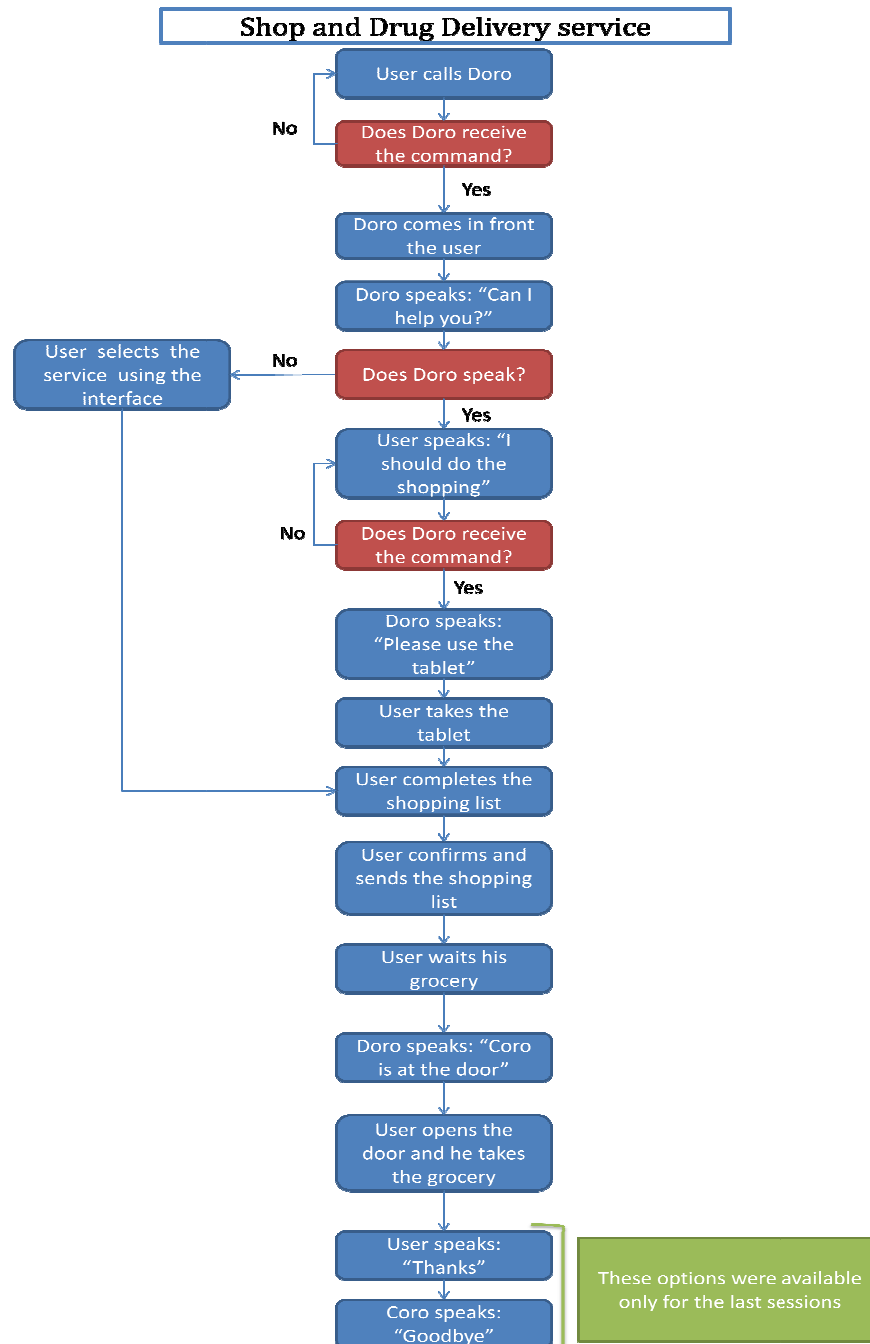 Shop and Drug Delivery service
User calls Doro
No
Does Doro receive
the command?
Yes
Doro comes in front
the user
Doro speaks: “Can I
help you?”
User  selects  the
service  using the
interface
No
Does Doro speak?
Yes
User speaks: “I
should do the
shopping”
No
Does Doro receive
the command?
Yes
Doro speaks:
“Please use the
tablet”
User takes the
tablet
User completes the
shopping list
User confirms and
sends the shopping
list
User waits his
grocery
Doro speaks: “Coro
is at the door”
User opens the
door and he takes
the grocery
User speaks:
“Thanks”
These options were available
only for the last sessions
Coro speaks:
“Goodbye”